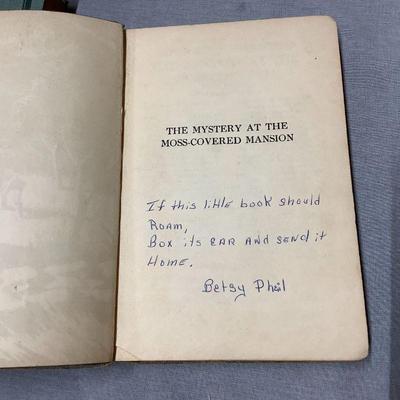 THE MYSTERY AT THE
MOSS-COVERED MANSION
If this little book should
ROAM,
BOX its EAR AND SEND it
HOME.
Betsy Pheil